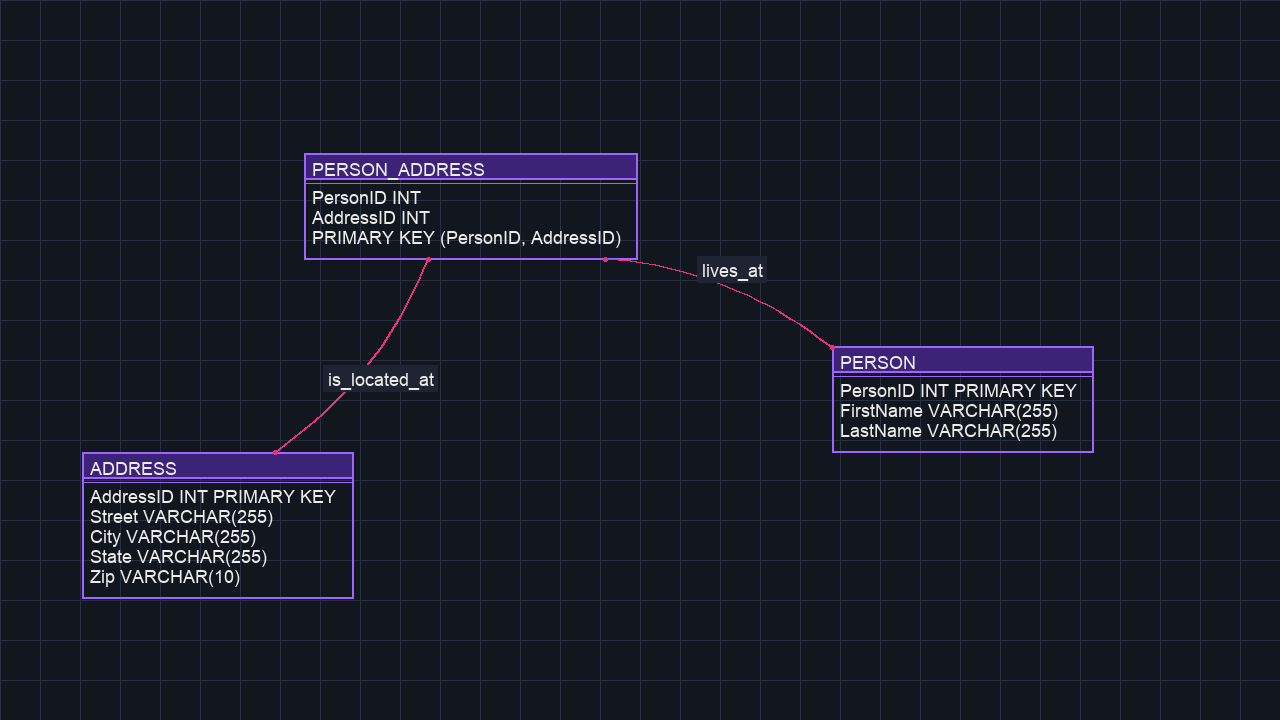 PERSON_ADDRESS
PersonID INT
AddressID INT
PRIMARY KEY (PersonID, AddressID)
lives_at
is_located_at
PERSON
PersonID INT PRIMARY KEY
FirstName VARCHAR(255)
LastName VARCHAR(255)
ADDRESS
AddressID INT PRIMARY KEY
Street VARCHAR(255)
City VARCHAR(255)
State VARCHAR(255)
Zip VARCHAR(10)